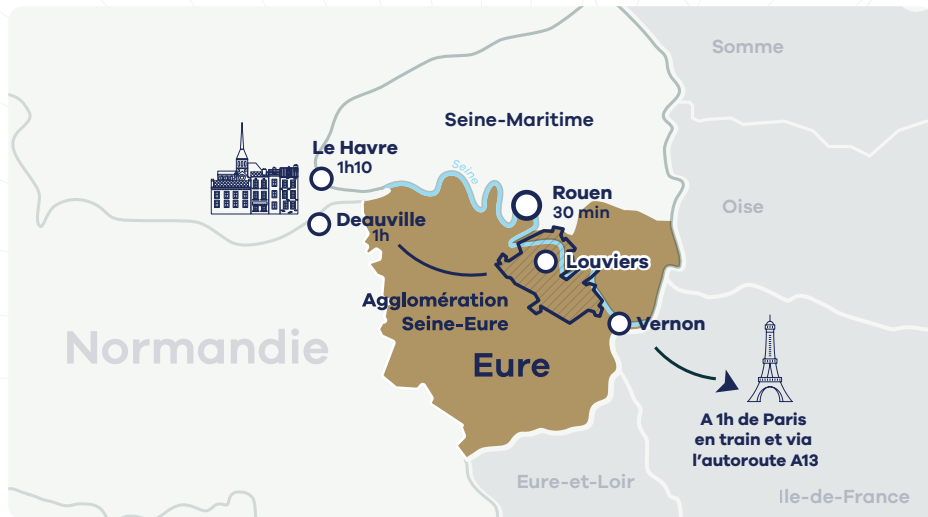 Somme
Seine-Maritime
Le Havre
1h10
Seine
Rouen
30 min
Oise
Deauville
1h
Louviers
Agglomération
Seine-Eure
Vernon
Normandie
Eure
A 1h de Paris
en train et via
l'autoroute A13
Eure-et-Loir
Ile-de-France